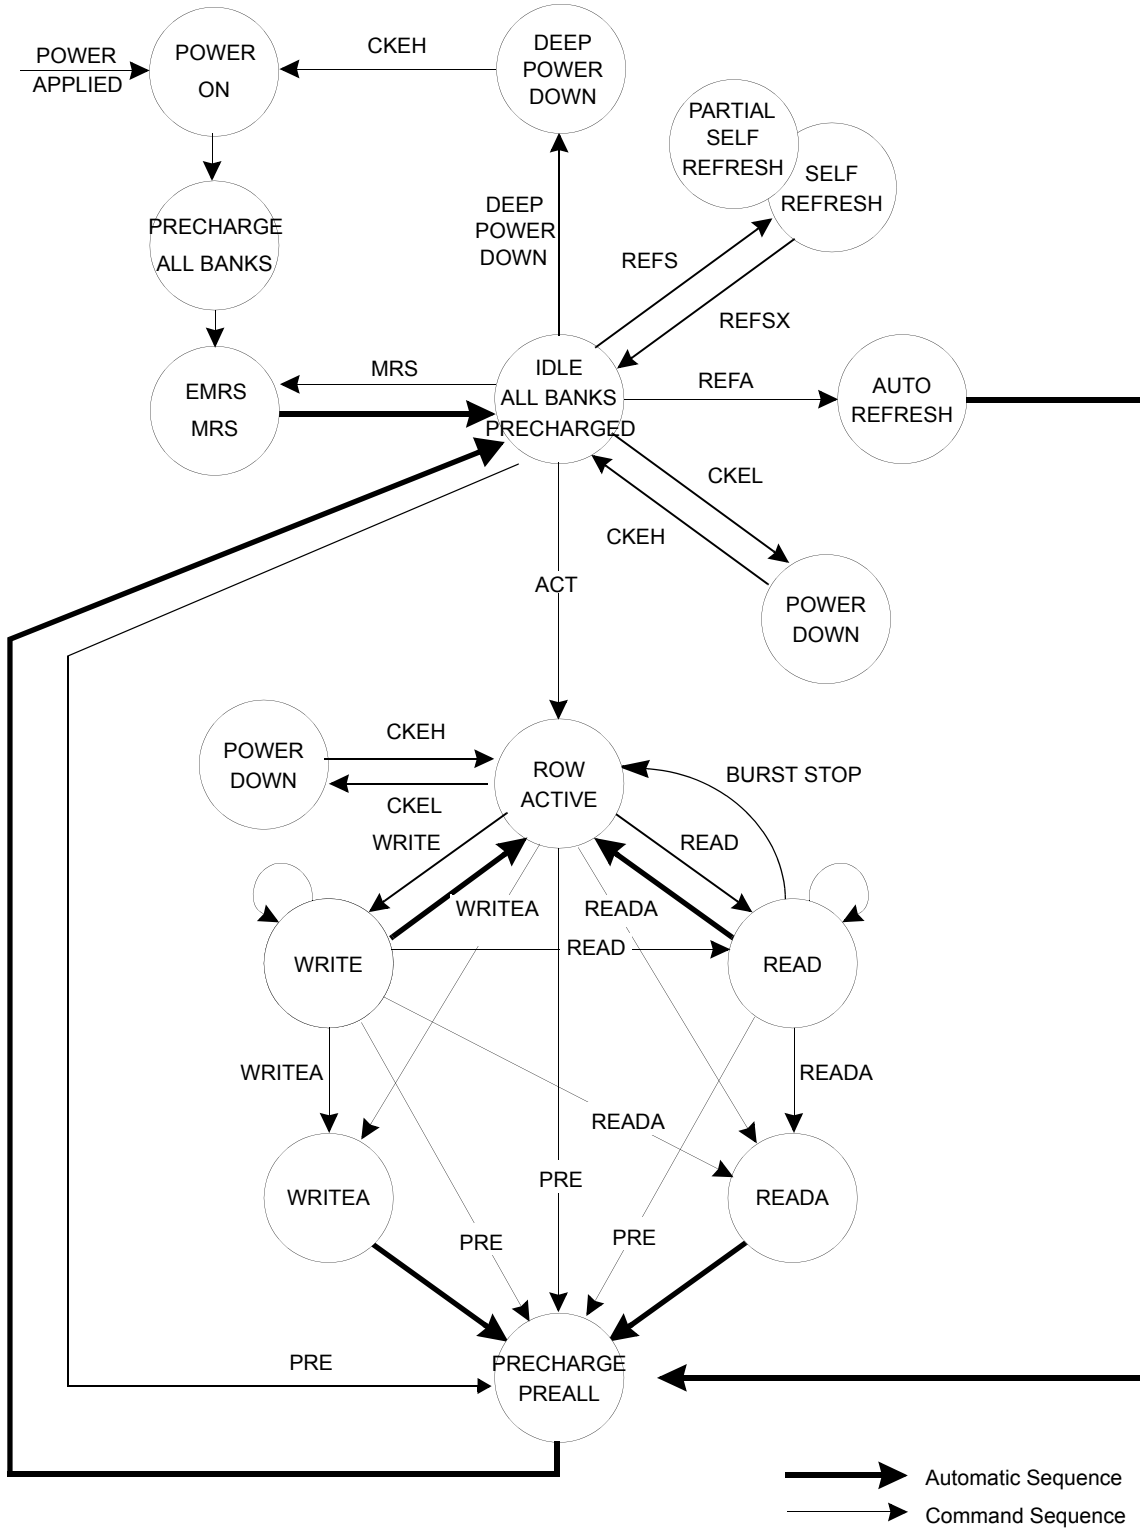 POWER
APPLIED
POWER
ON
CKEH
DEEP
POWER
DOWN
PARTIAL
SELF
REFRESH
SELF
REFRESH
PRECHARGE
ALL BANKS
DEEP
POWER
DOWN
REFS
REFSX
EMRS
MRS
MRS
IDLE
ALL BANKS
PRECHARGED
REFA
AUTO
REFRESH
CKEL
CKEH
ACT
POWER
DOWN
POWER
DOWN
CKEH
CKEL
ROW
ACTIVE
BURST STOP
WRITE
READ
WRITEA
READA
WRITE
READ
READ
WRITEA
READA
READA
WRITEA
PRE
READA
PRE
PRE
PRE
PRECHARGE
PREALL
Automatic Sequence
Command Sequence